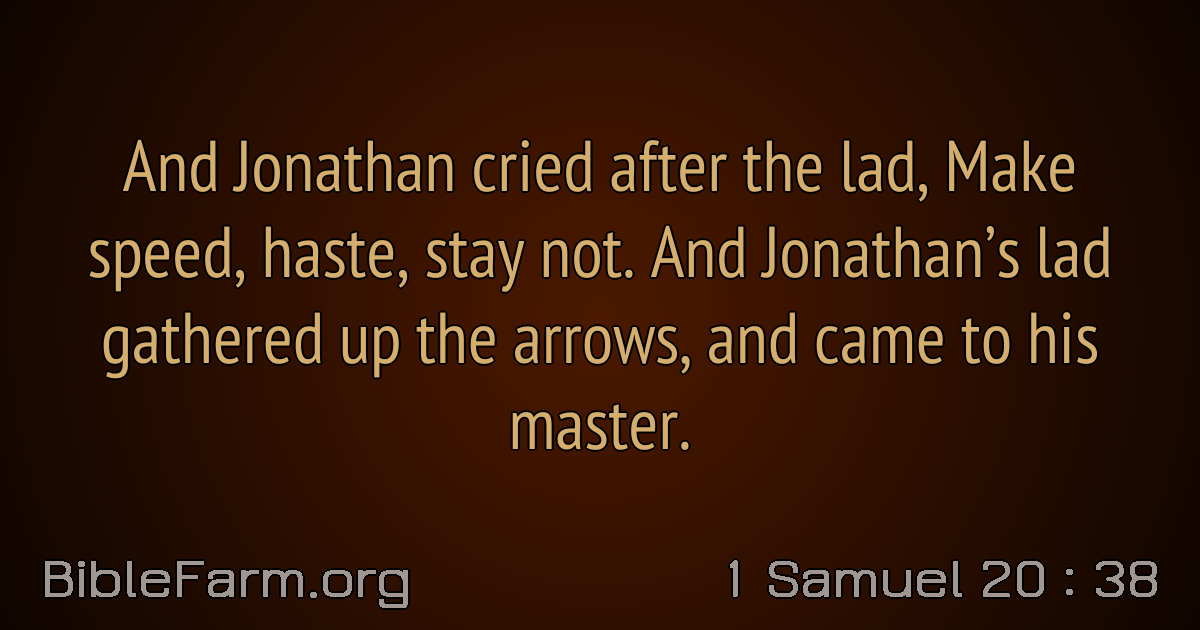 And Jonathan cried after the lad, Make
speed, haste, stay not. And Jonathan’s lad
gathered up the arrows, and came to his
master.
BibleFarm.org
1 Samuel 20 : 38